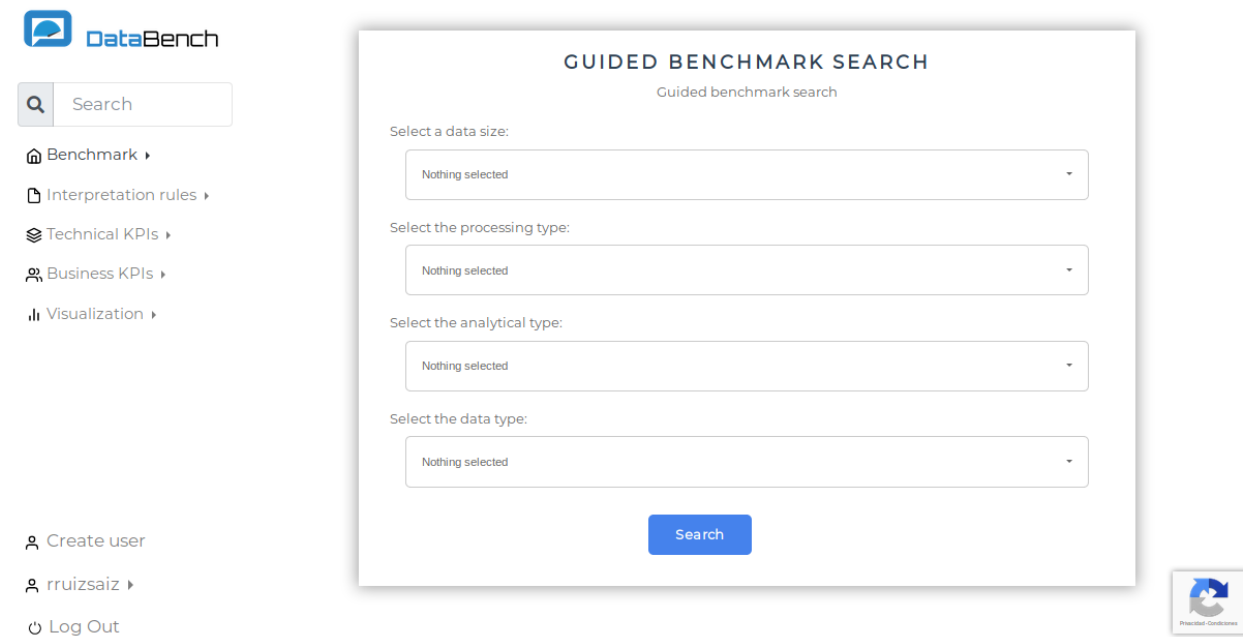 DataBench
Search
Benchmark
Interpretation rules
Technical KPIs
Business KPIs
Visualization
Create user
rruizsaiz
Log Out
GUIDED BENCHMARK SEARCH
Guided benchmark search
Select a data size:
Nothing selected
Select the processing type:
Nothing selected
Select the analytical type:
Nothing selected
Select the data type:
Nothing selected
Search
Privacidad-Condiciones